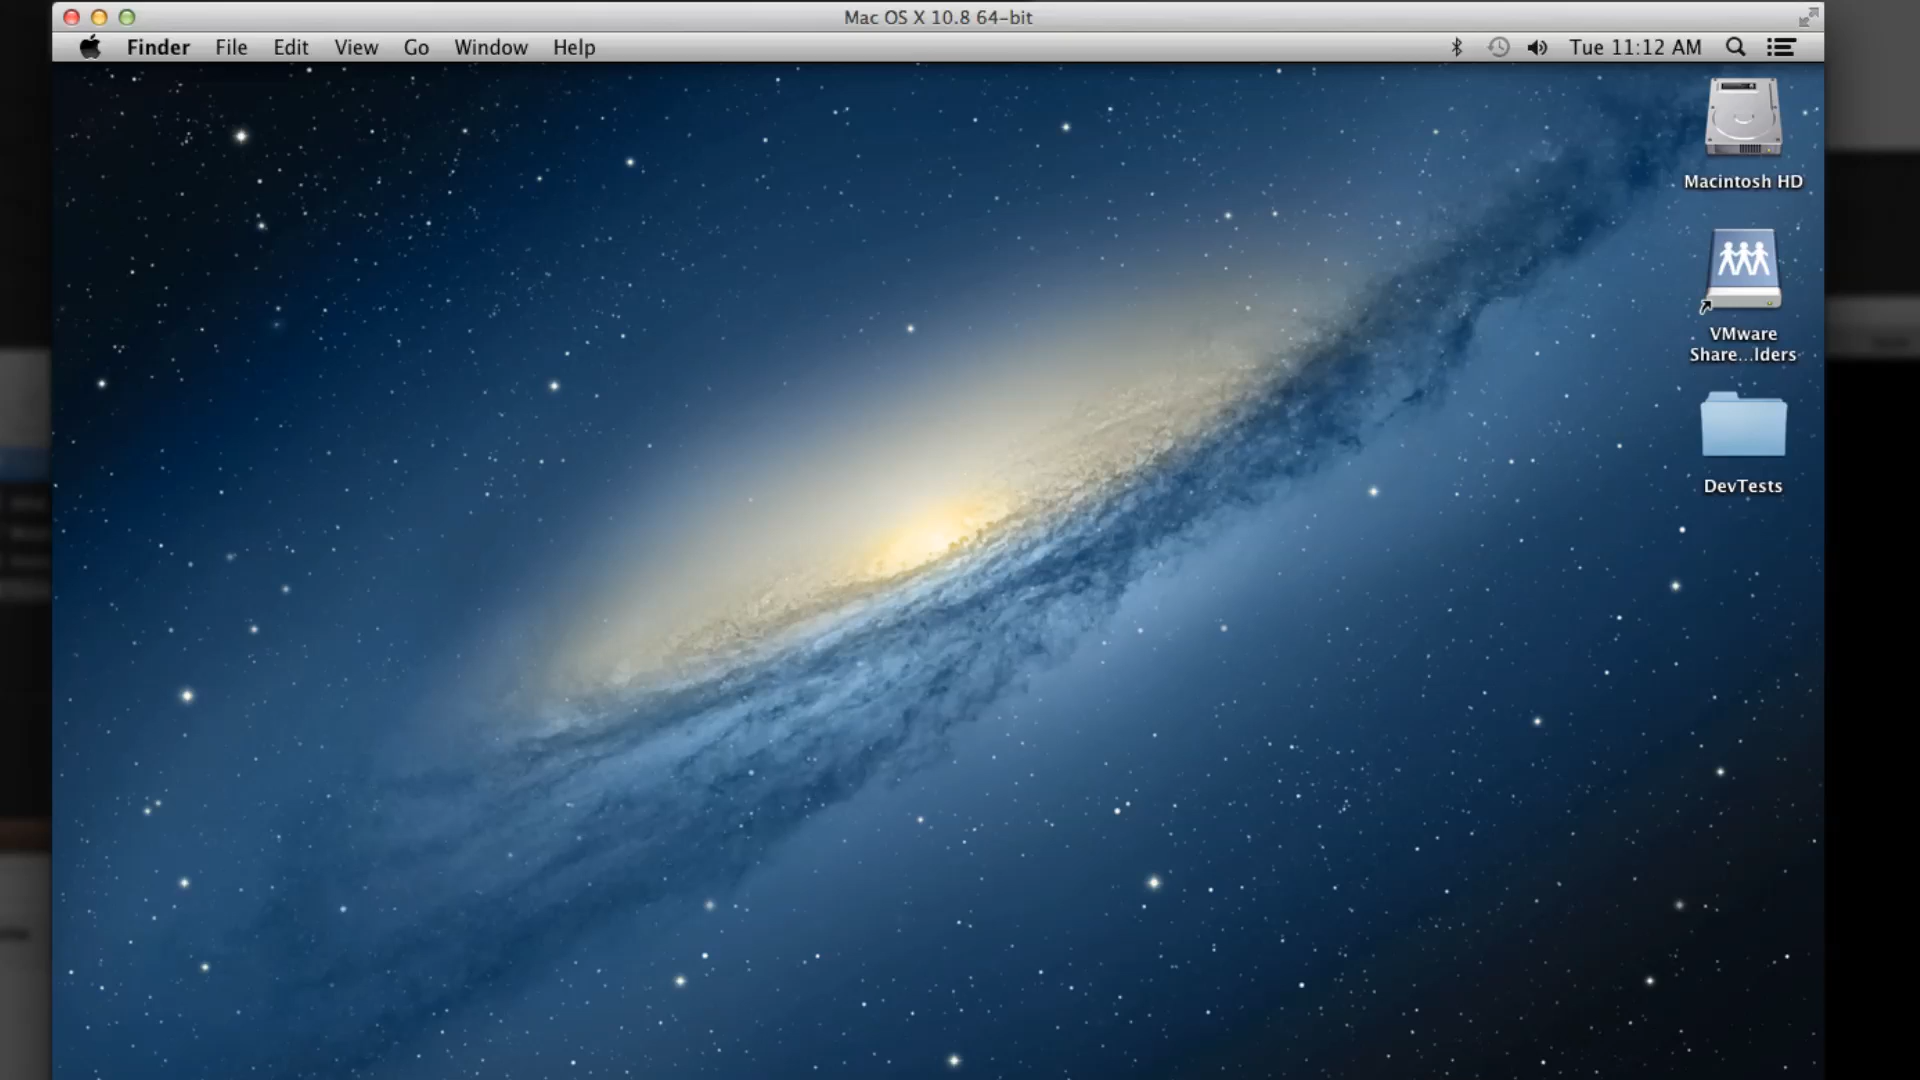 Mac OS X 10.8 64-bit
Finder File Edit View Go Window Help Tue 11:12 AM
Macintosh HD
VMware
Share...lders
DevTests